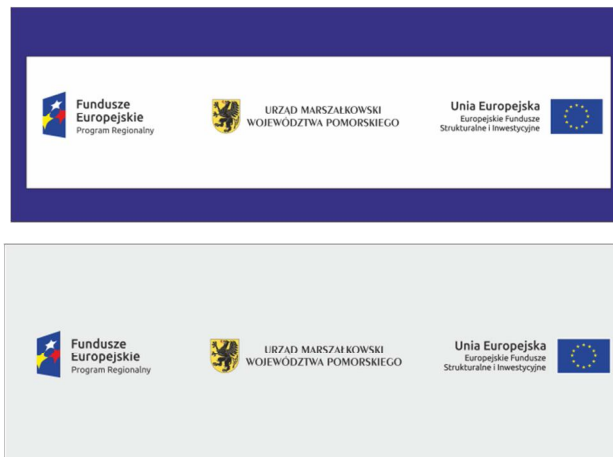 Fundusze
Europejskie
Program Regionalny
URZĄD MARSZAŁKOWSKI
WOJEWÓDZTWA POMORSKIEGO
Unia Europejska
Europejskie Fundusze
Strukturalne i Inwestycyjne
Fundusze
Europejskie
Program Regionalny
URZĄD MARSZAŁKOWSKI
WOJEWÓDZTWA POMORSKIEGO
Unia Europejska
Europejskie Fundusze
Strukturalne i Inwestycyjne